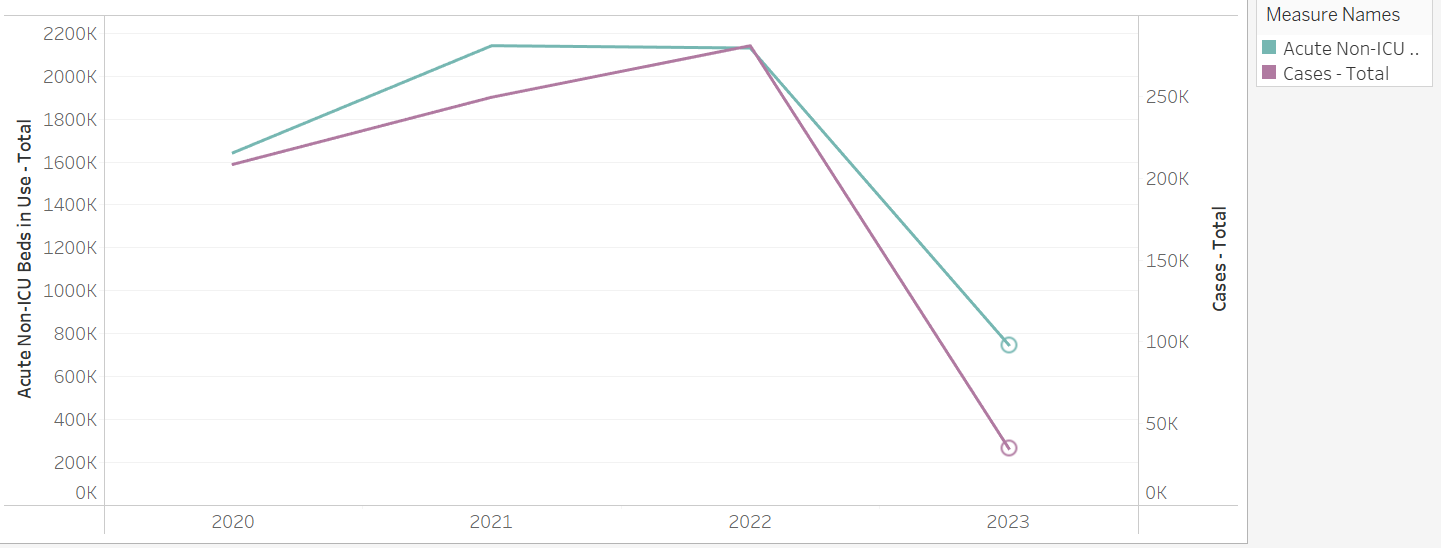 Measure Names
Acute Non-ICU ..
Cases - Total
Acute Non-ICU Beds in Use - Total
2200K
2000K
1800K
1600K
1400K
1200K
1000K
800K
600K
400K
200K
0K
250K
200K
150K
100K
50K
0K
Cases - Total
2020 2021 2022 2023